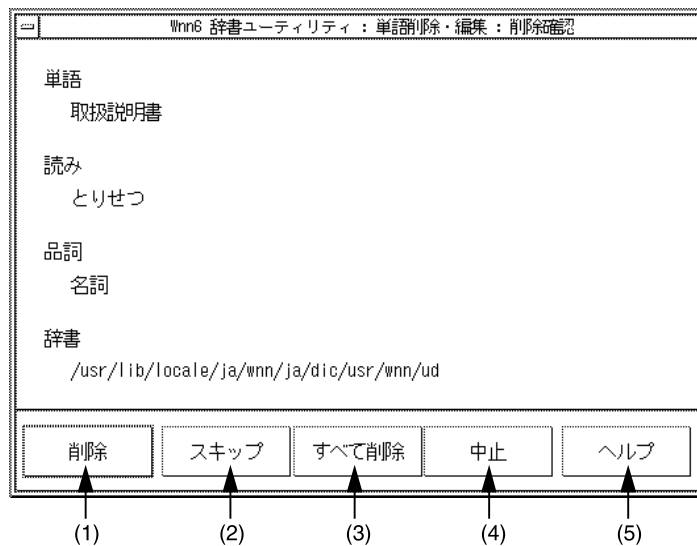 Wnn6 辞書ユーティリティ : 単語削除・編集 : 削除確認
単語
取扱説明書
読み
とりせつ
品詞
名詞
辞書
/usr/lib/locale/ja/wnn/ja/dic/usr/wnn/ud
削除 スキップ すべて削除 中止 ヘルプ
(1) (2) (3) (4) (5)